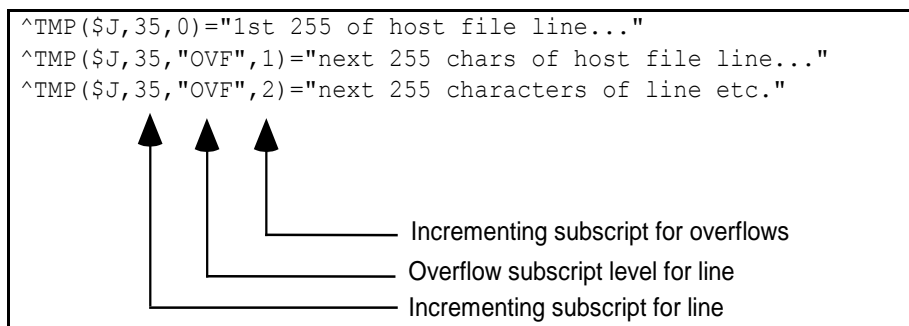 ^TMP($J,35,0)="1st 255 of host file line..."
^TMP($J,35,"OVF",1)="next 255 chars of host file line..."
^TMP($J,35,"OVF",2)="next 255 characters of line etc."
Incrementing subscript for overflows
Overflow subscript level for line
Incrementing subscript for line